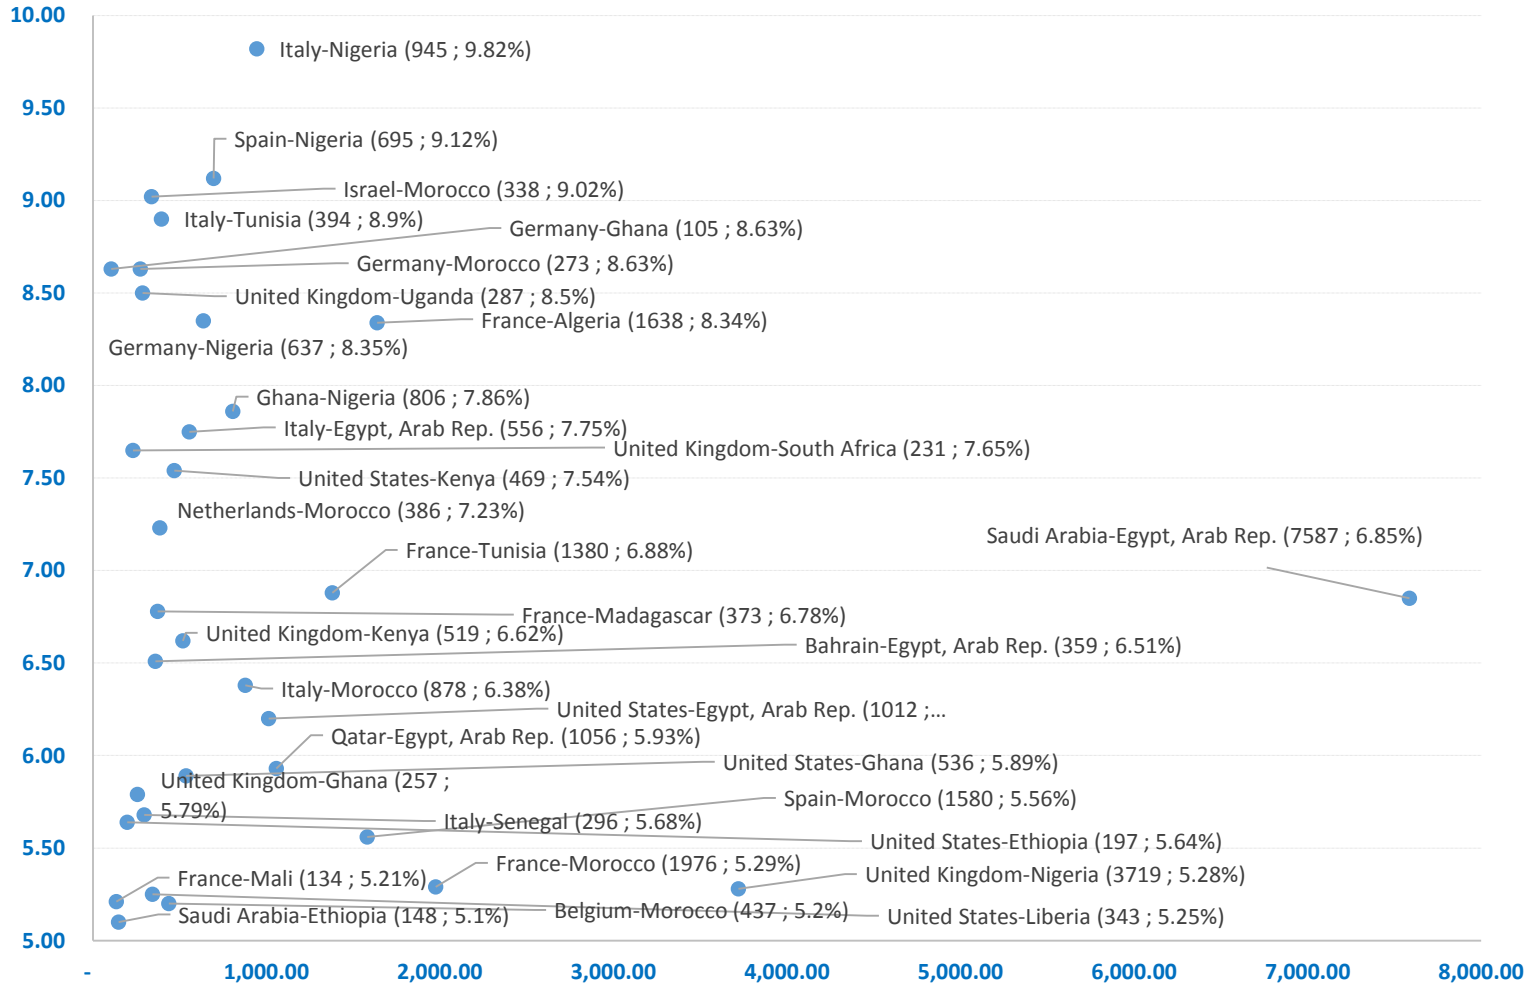 10.00
Italy-Nigeria (945 ; 9.82%)
9.50
Spain-Nigeria (695 ; 9.12%)
Israel-Morocco (338 ; 9.02%)
9.00
Italy-Tunisia (394 ; 8.9%)
Germany-Ghana (105 ; 8.63%)
Germany-Morocco (273 ; 8.63%)
8.50
United Kingdom-Uganda (287 ; 8.5%)
France-Algeria (1638 ; 8.34%)
Germany-Nigeria (637 ; 8.35%)
8.00
Ghana-Nigeria (806 ; 7.86%)
Italy-Egypt, Arab Rep. (556 ; 7.75%)
United Kingdom-South Africa (231 ; 7.65%)
7.50
United States-Kenya (469 ; 7.54%)
Netherlands-Morocco (386 ; 7.23%)
Saudi Arabia-Egypt, Arab Rep. (7587 ; 6.85%)
France-Tunisia (1380 ; 6.88%)
7.00
France-Madagascar (373 ; 6.78%)
United Kingdom-Kenya (519 ; 6.62%)
Bahrain-Egypt, Arab Rep. (359 ; 6.51%)
6.50
Italy-Morocco (878 ; 6.38%)
United States-Egypt, Arab Rep. (1012 ;...
Qatar-Egypt, Arab Rep. (1056 ; 5.93%)
6.00
United States-Ghana (536 ; 5.89%)
United Kingdom-Ghana (257 ;
5.79%)
Spain-Morocco (1580 ; 5.56%)
Italy-Senegal (296 ; 5.68%)
United States-Ethiopia (197 ; 5.64%)
5.50
France-Morocco (1976 ; 5.29%)
United Kingdom-Nigeria (3719 ; 5.28%)
France-Mali (134 ; 5.21%)
Belgium-Morocco (437 ; 5.2%)
Saudi Arabia-Ethiopia (148 ; 5.1%)
United States-Liberia (343 ; 5.25%)
5.00
- 1,000.00 2,000.00 3,000.00 4,000.00 5,000.00 6,000.00 7,000.00 8,000.00